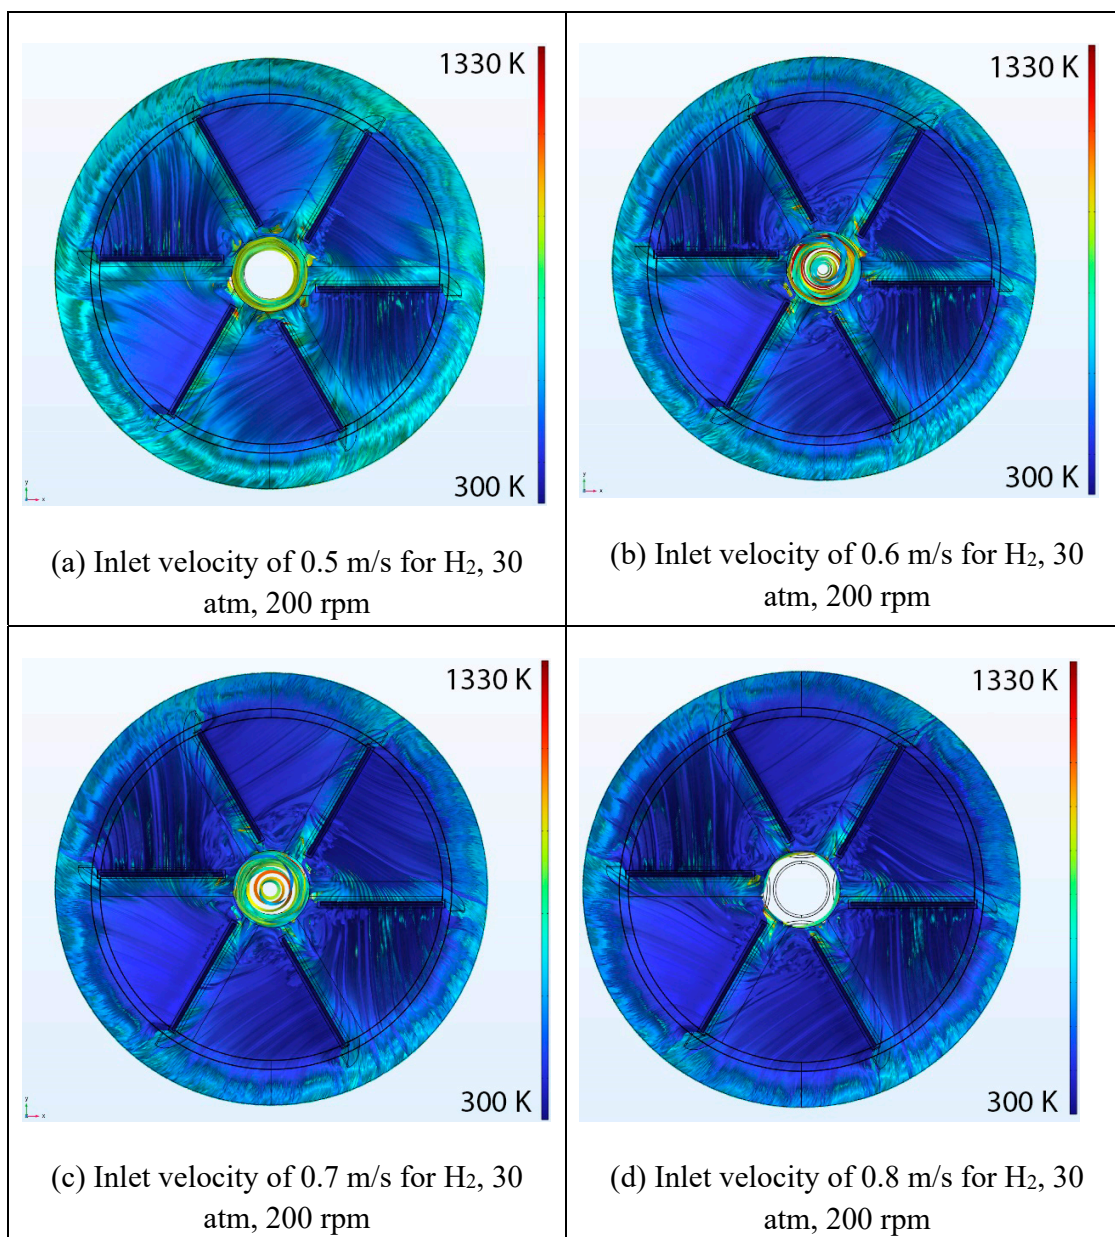 1330 K
300 K
y
x
(a) Inlet velocity of 0.5 m/s for H₂, 30
atm, 200 rpm
1330 K
300 K
y
x
(b) Inlet velocity of 0.6 m/s for H₂, 30
atm, 200 rpm
1330 K
300 K
y
x
(c) Inlet velocity of 0.7 m/s for H₂, 30
atm, 200 rpm
1330 K
300 K
(d) Inlet velocity of 0.8 m/s for H₂, 30
atm, 200 rpm